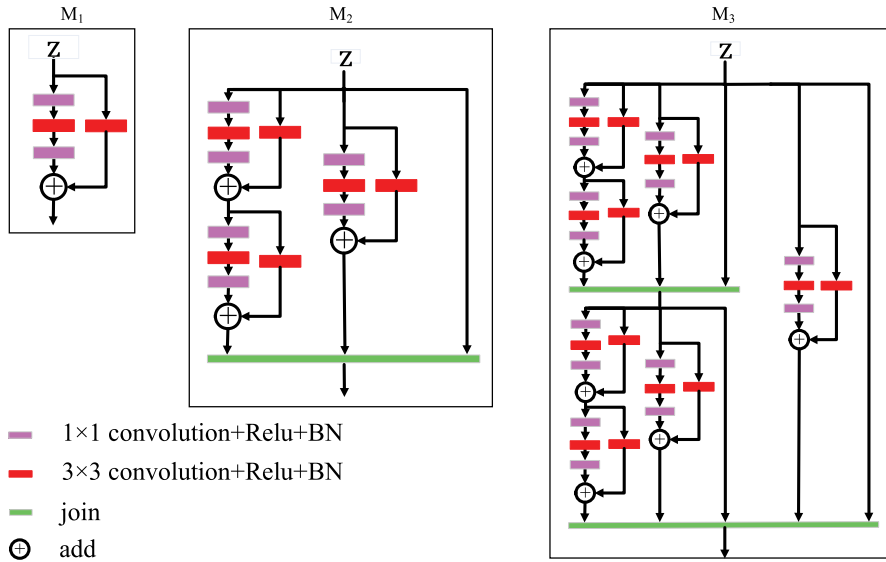 M1
M2
M3
Z
Z
Z
1×1 convolution+Relu+BN
3×3 convolution+Relu+BN
join
add